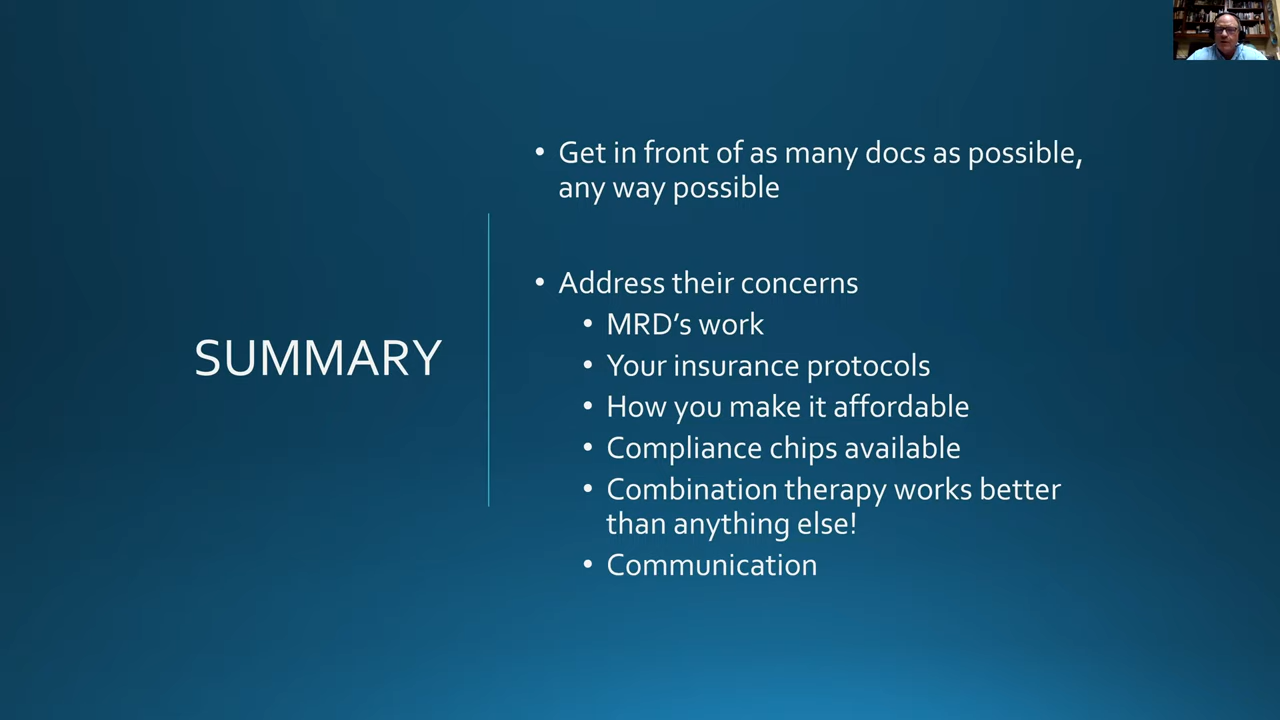 SUMMARY
• Get in front of as many docs as possible,
any way possible
• Address their concerns
• MRD's work
• Your insurance protocols
• How you make it affordable
• Compliance chips available
• Combination therapy works better
than anything else!
• Communication